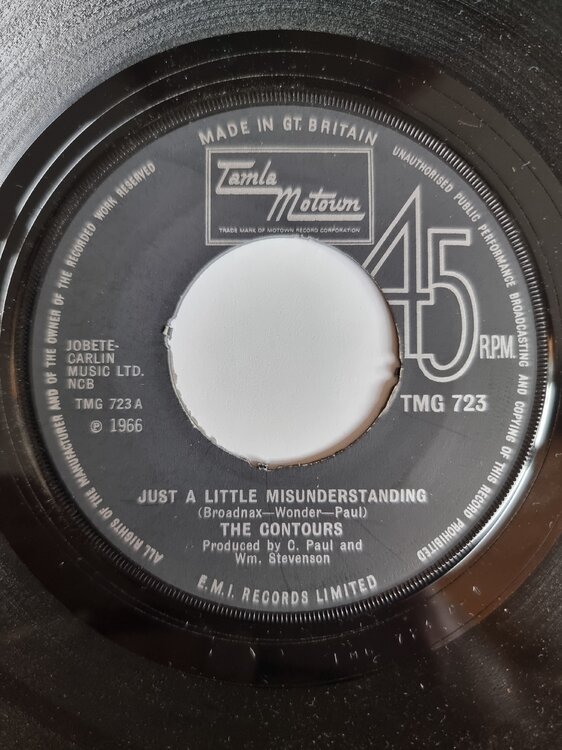 MADE IN GT. BRITAIN
UNAUTHORISED PUBLIC PERFORMANCE BROADCASTING AND COPYING OF THIS RECORD PROHIBITED
ALL RIGHTS OF THE MANUFACTURER AND OF THE OWNER OF THE RECORDED WORK RESERVED
Tamla
Motown
TRADE MARK OF MOTOWN RECORD CORPORATION
45
R.P.M.
JOBETE-
CARLIN
MUSIC LTD.
NCB
TMG 723 A
℗ 1966
TMG 723
JUST A LITTLE MISUNDERSTANDING
(Broadnax—Wonder—Paul)
THE CONTOURS
Produced by C. Paul and
Wm. Stevenson
E.M.I. RECORDS LIMITED